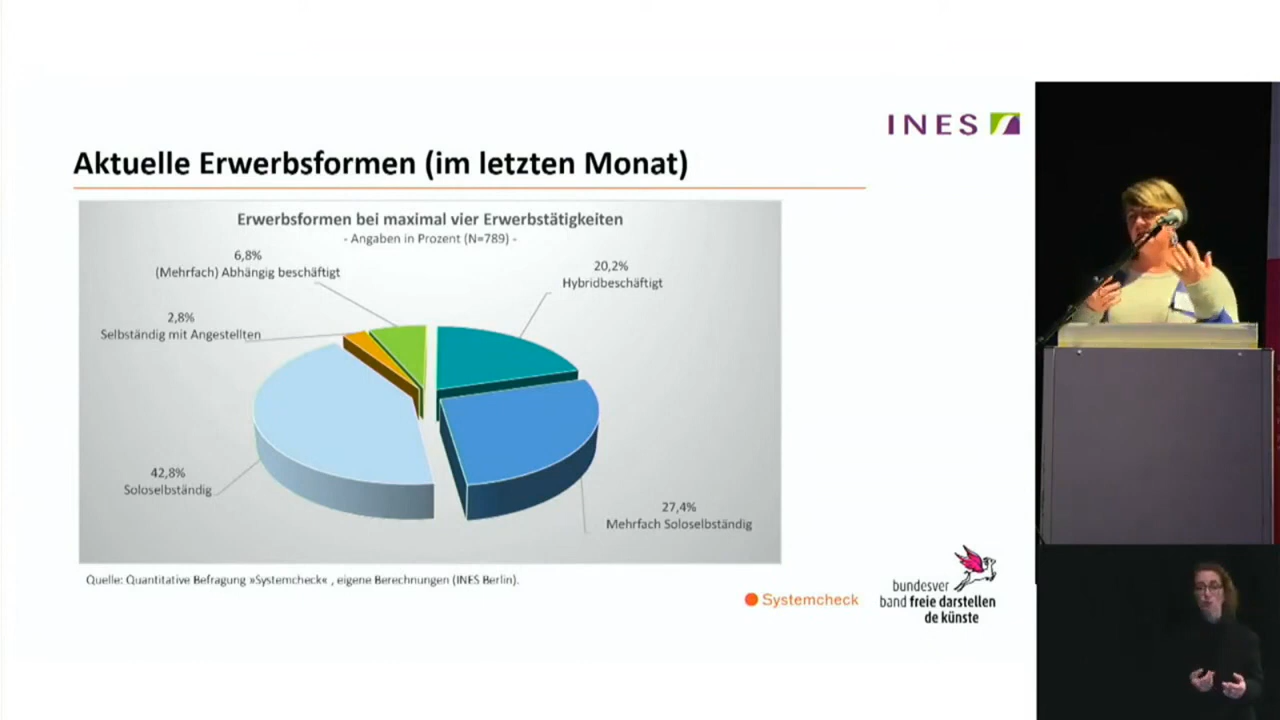 INES
Aktuelle Erwerbsformen (im letzten Monat)
Erwerbsformen bei maximal vier Erwerbstätigkeiten
- Angaben in Prozent (N=789) -
6,8%
(Mehrfach) Abhängig beschäftigt
20,2%
Hybridbeschäftigt
2,8%
Selbständig mit Angestellten
42,8%
Soloselbständig
27,4%
Mehrfach Soloselbständig
Quelle: Quantitative Befragung »Systemcheck« , eigene Berechnungen (INES Berlin).
Systemcheck
bundesver
band freie darstellen
de künste